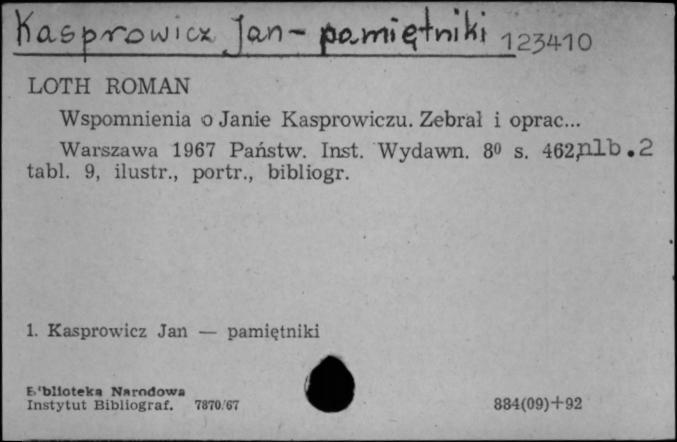 Kasprowicz Jan - pamiętniki 123410
LOTH ROMAN
Wspomnienia o Janie Kasprowiczu. Zebrał i oprac...
Warszawa 1967 Państw. Inst. Wydawn. 8⁰ s. 462, nlb.2
tabl. 9, ilustr., portr., bibliogr.
1. Kasprowicz Jan — pamiętniki
Biblioteka Narodowa
Instytut Bibliograf. 7870/67 884(09)+92